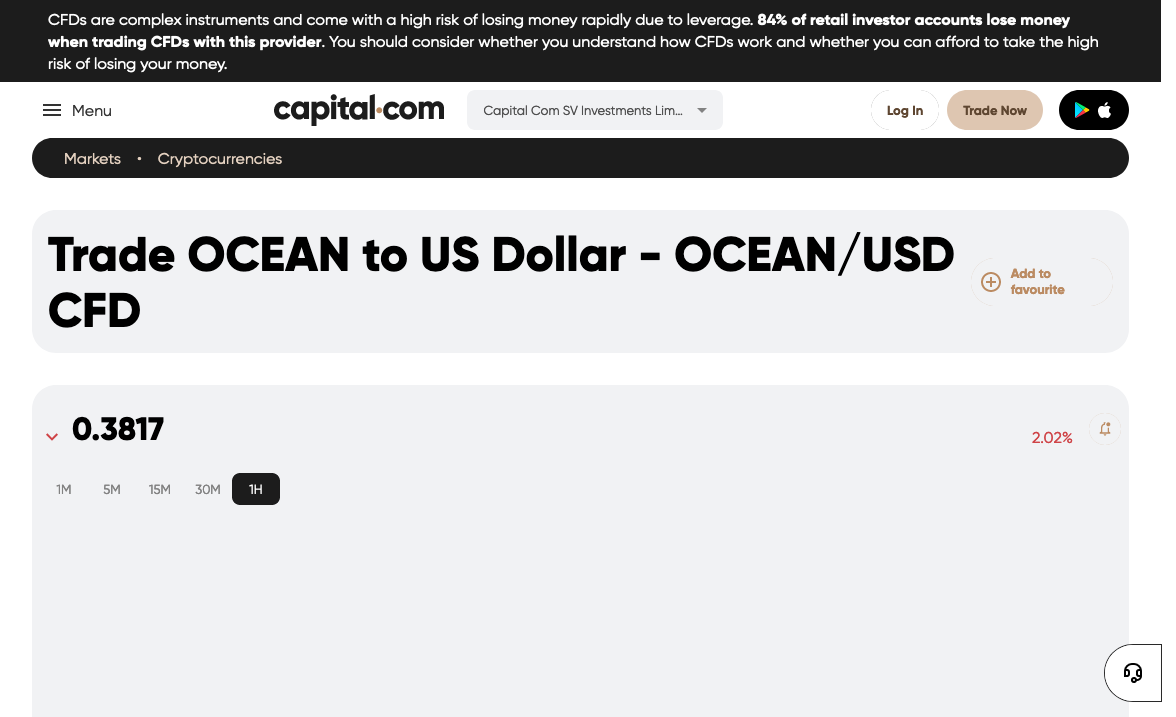 CFDs are complex instruments and come with a high risk of losing money rapidly due to leverage. 84% of retail investor accounts lose money
when trading CFDs with this provider. You should consider whether you understand how CFDs work and whether you can afford to take the high
risk of losing your money.
Menu
capital.com
Capital Com SV Investments Lim...
Log In
Trade Now
Markets • Cryptocurrencies
Trade OCEAN to US Dollar - OCEAN/USD
CFD
Add to
favourite
0.3817
2.02%
1M 5M 15M 30M 1H